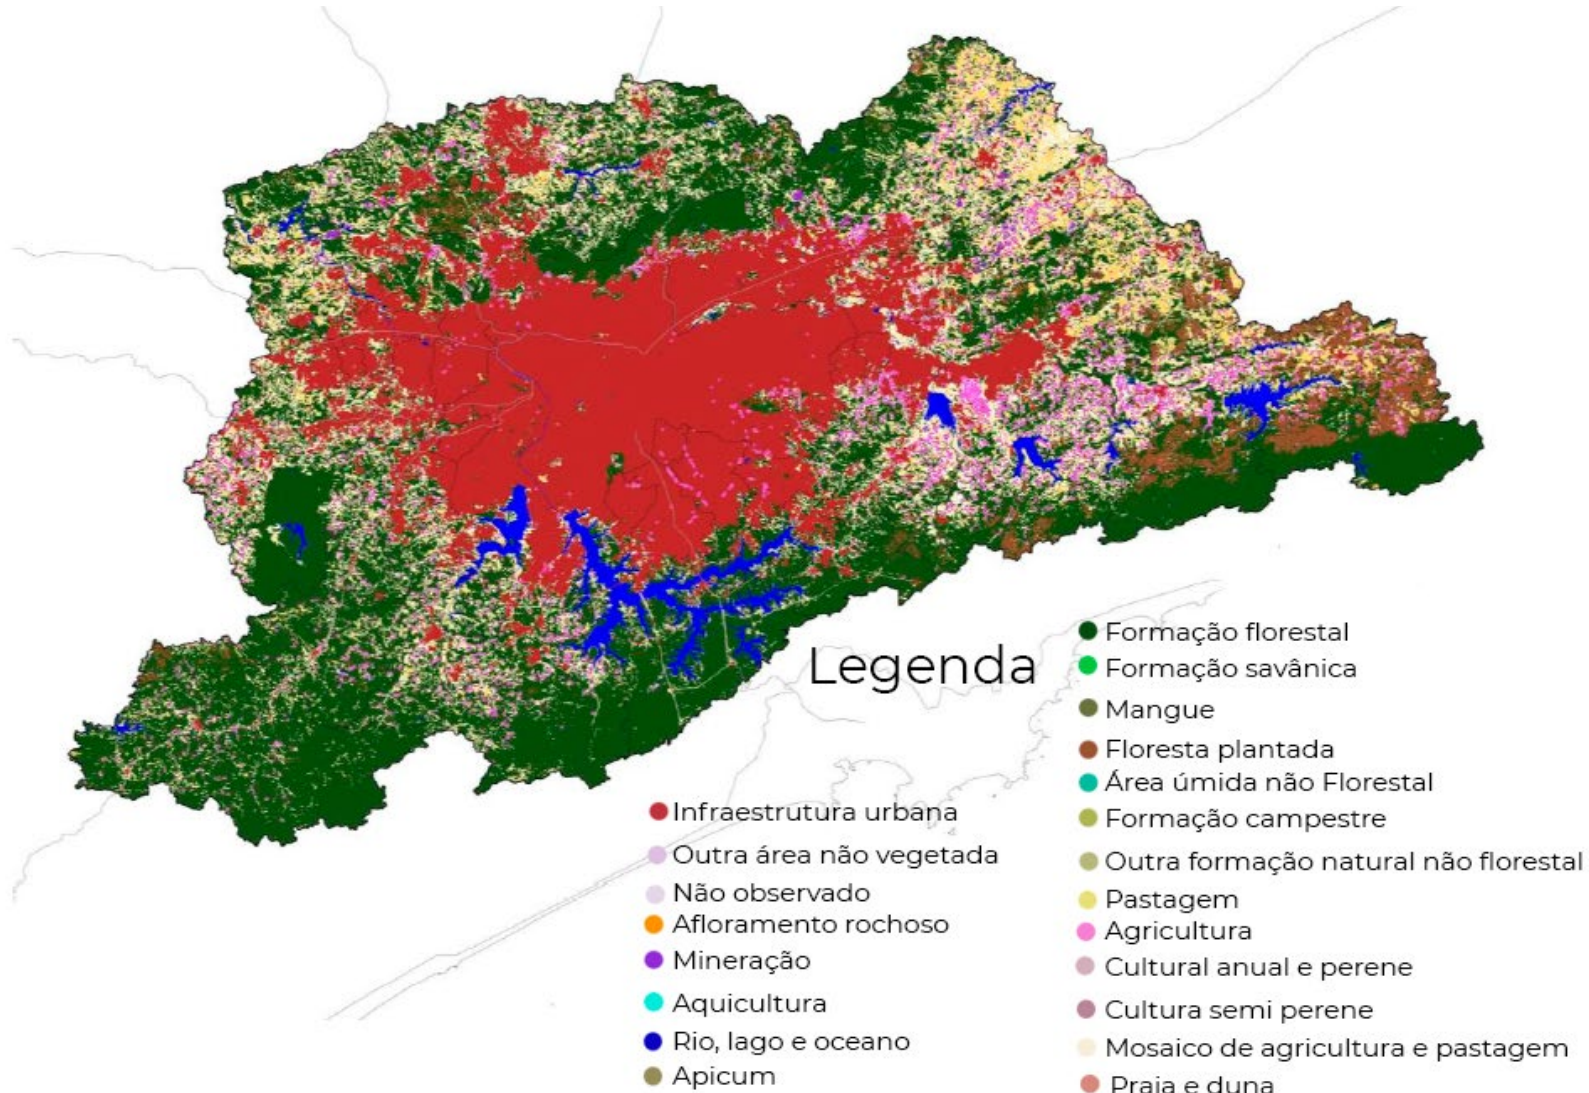 Legenda
Infraestrutura urbana
Outra área não vegetada
Não observado
Afloramento rochoso
Mineração
Aquicultura
Rio, lago e oceano
Apicum
Formação florestal
Formação savânica
Mangue
Floresta plantada
Área úmida não Florestal
Formação campestre
Outra formação natural não florestal
Pastagem
Agricultura
Cultural anual e perene
Cultura semi perene
Mosaico de agricultura e pastagem
Praia e duna